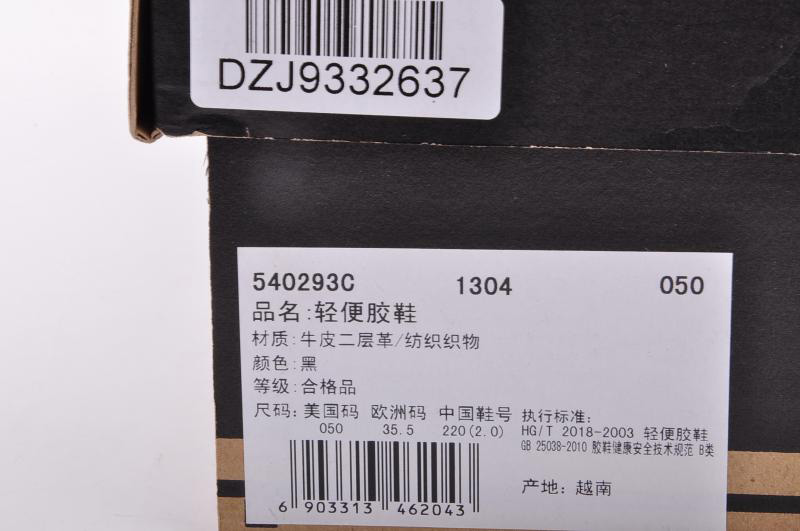 DZJ9332637
540293C 1304 050
品名:轻便胶鞋
材质:牛皮二层革/纺织织物
颜色:黑
等级:合格品
尺码: 美国码 欧洲码 中国鞋号
050 35.5 220(2.0)
执行标准:
HG/T 2018-2003 轻便胶鞋
GB 25038-2010 胶鞋健康安全技术规范 B类
6 903313 462043
产地: 越南